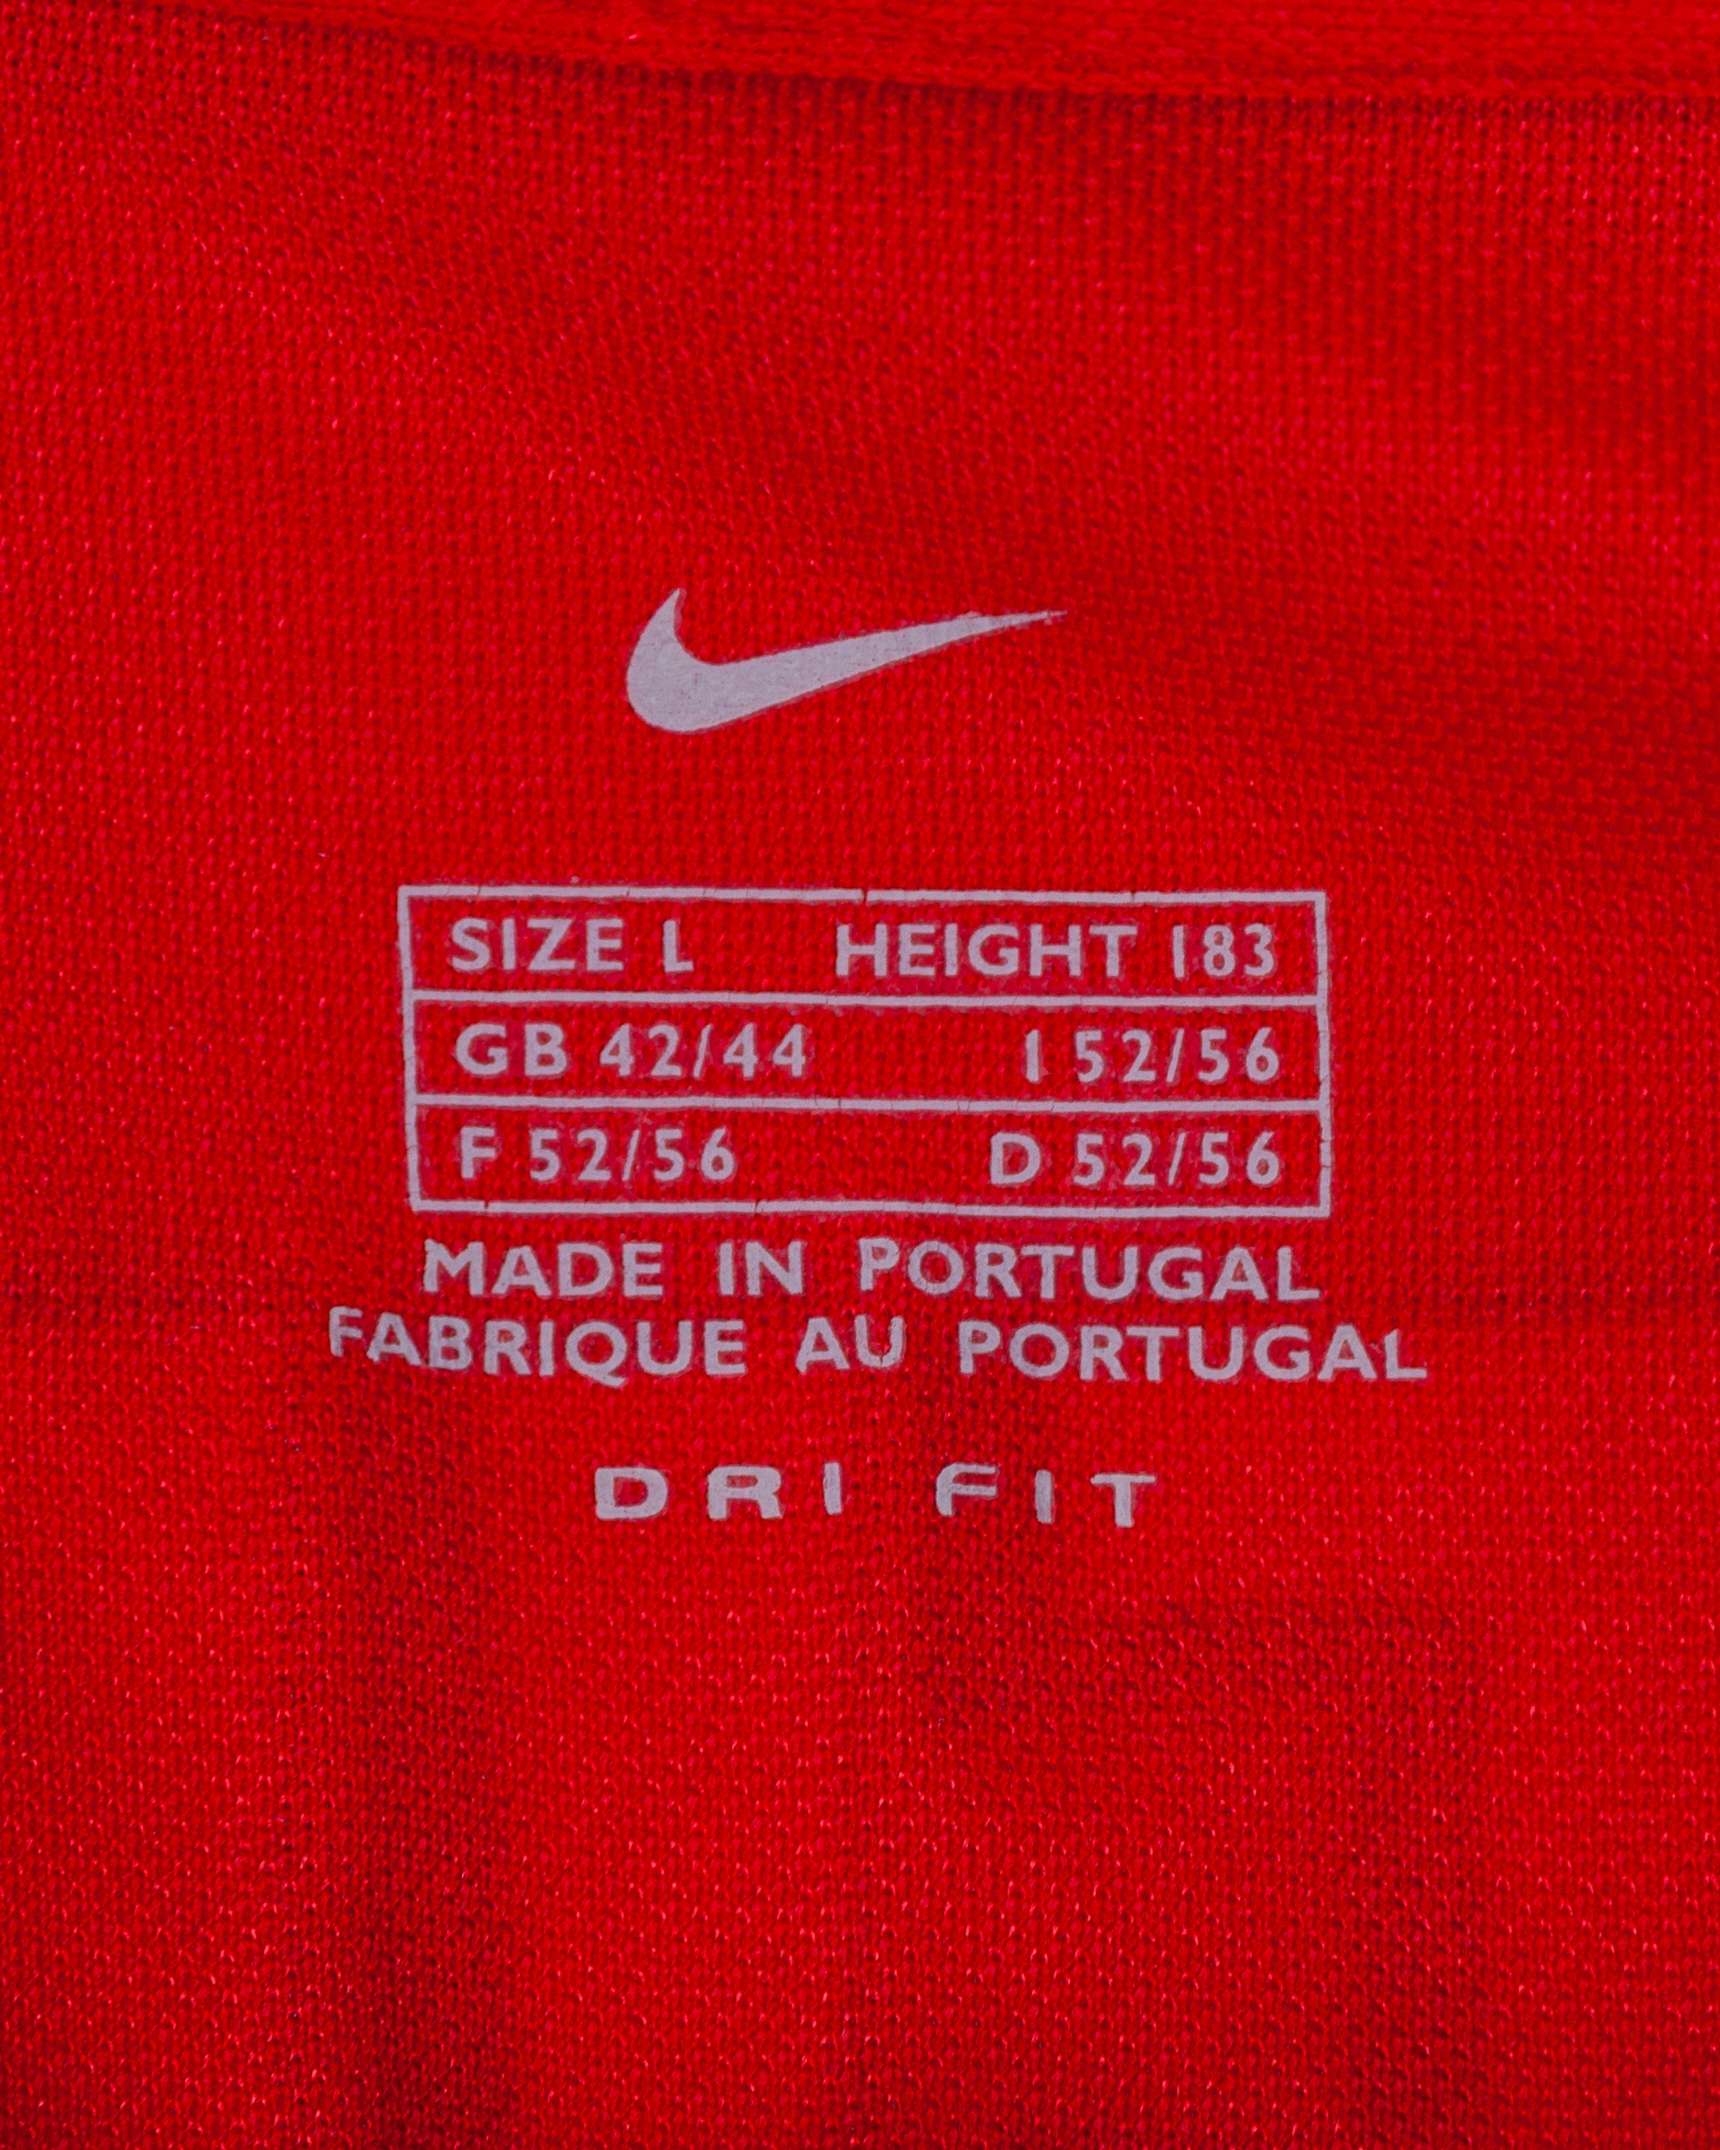 SIZE L HEIGHT 183
GB 42/44 I 52/56
F 52/56 D 52/56
MADE IN PORTUGAL
FABRIQUE AU PORTUGAL
DRI FIT